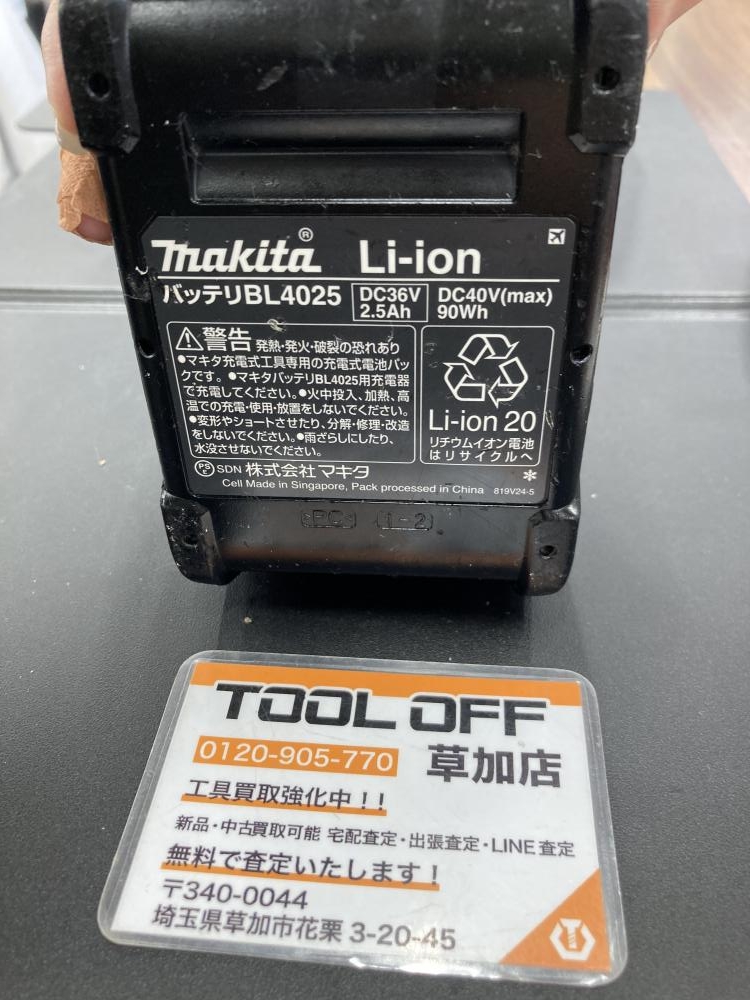 makita® Li-ion
バッテリBL4025
DC36V 2.5Ah
DC40V(max) 90Wh
警告 発熱・発火・破裂の恐れあり
●マキタ充電式工具専用の充電式電池パッ
クです。●マキタバッテリBL4025用充電器
で充電してください。●火中投入、加熱、高
温での充電・使用・放置をしないでください。
●変形やショートさせたり、分解・修理・改造
をしないでください。●雨ざらしにしたり、
水没させないでください。
Li-ion 20
リチウムイオン電池
はリサイクルへ
PS E SDN 株式会社 マキタ
*
Cell Made in Singapore, Pack processed in China 819V24-5
>PC< (1-2)
TOOL OFF
0120-905-770 草加店
工具買取強化中!!
新品・中古買取可能 宅配査定・出張査定・LINE査定
無料で査定いたします!
〒340-0044
埼玉県草加市花栗 3-20-45